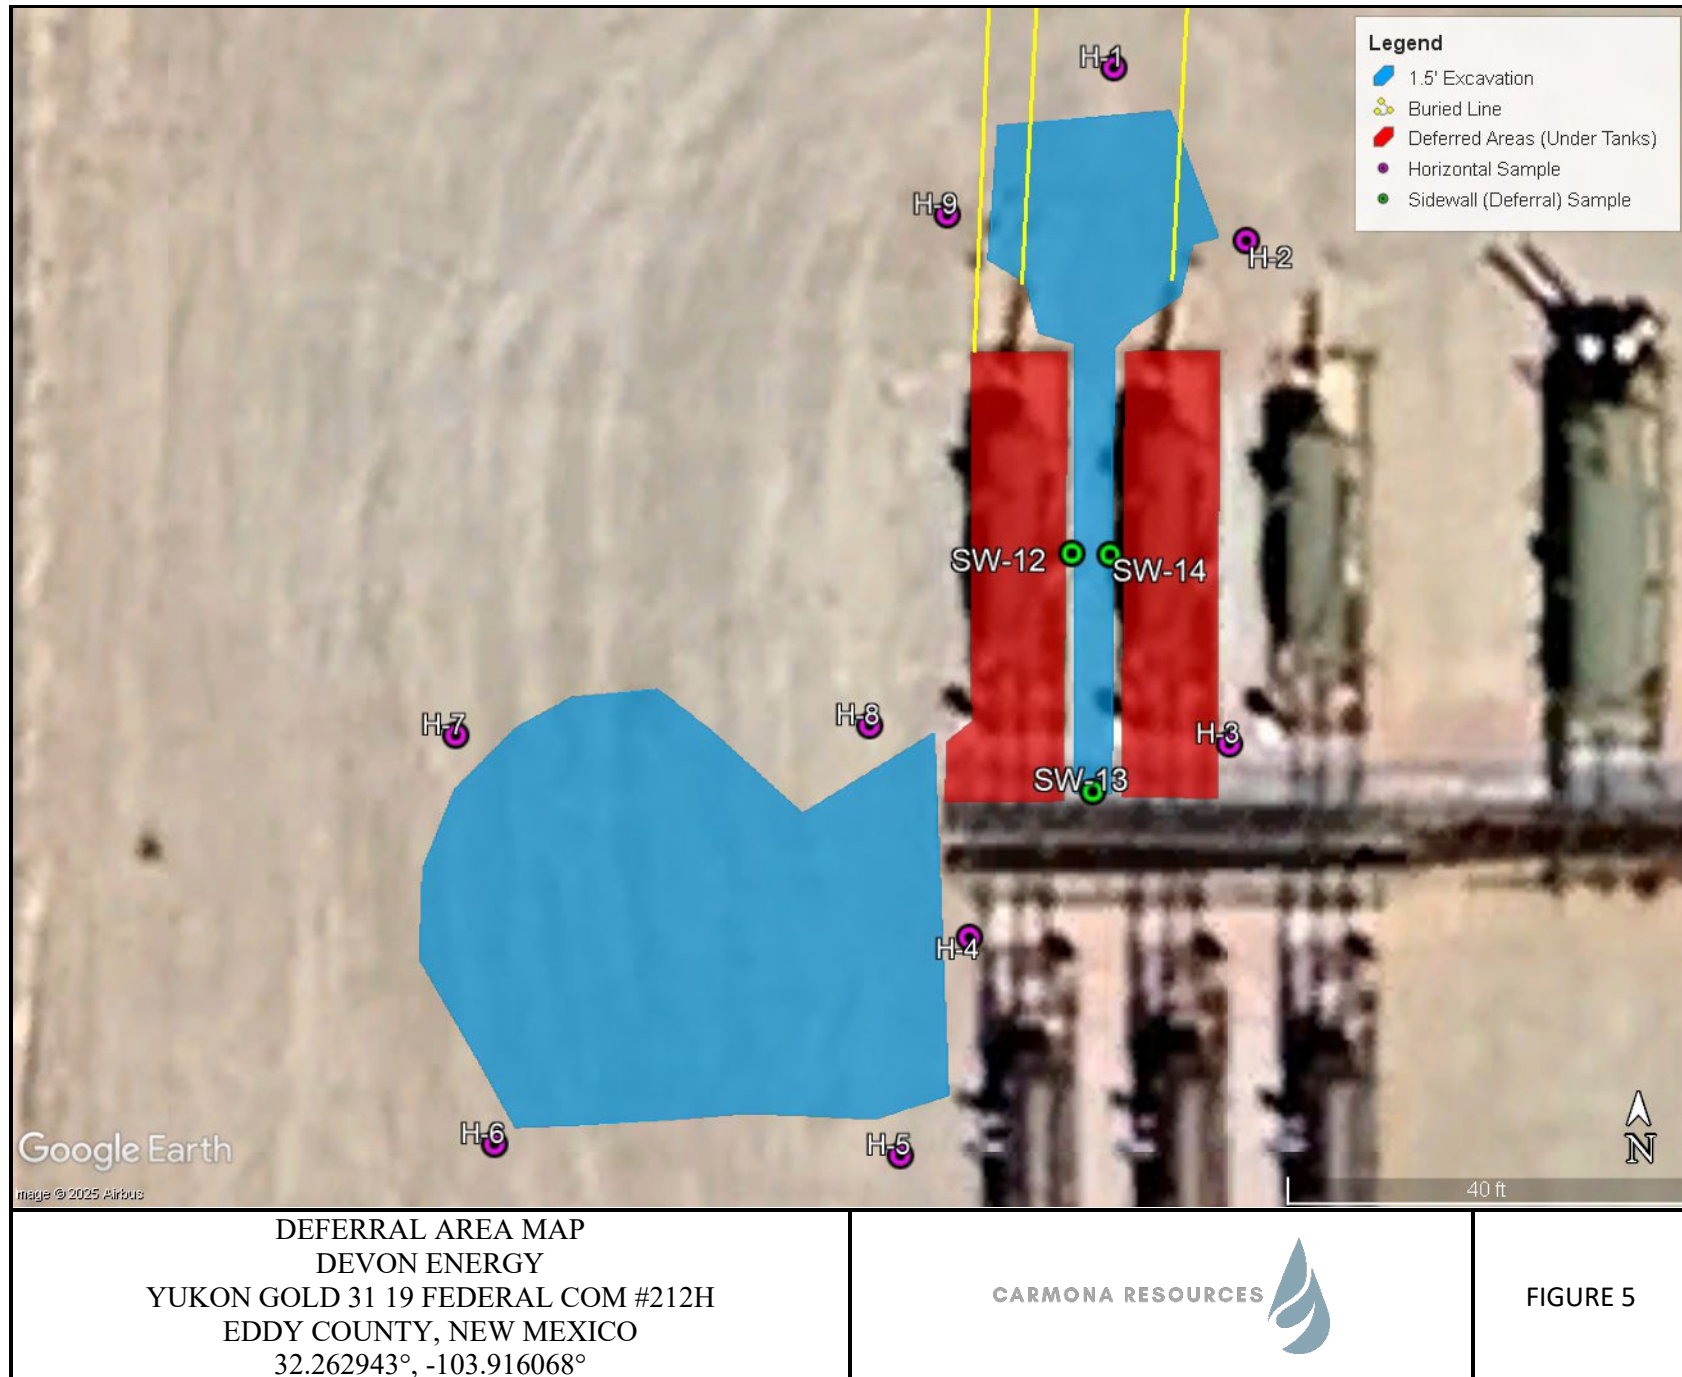 Legend
1.5' Excavation
Buried Line
Deferred Areas (Under Tanks)
Horizontal Sample
Sidewall (Deferral) Sample
H-1
H-9
H-2
SW-12
SW-14
H-7
H-8
H-3
SW-13
H-4
H-6
H-5
N
Google Earth
Image © 2025 Airbus
40 ft
DEFERRAL AREA MAP
DEVON ENERGY
YUKON GOLD 31 19 FEDERAL COM #212H
EDDY COUNTY, NEW MEXICO
32.262943°, -103.916068°
CARMONA RESOURCES
FIGURE 5